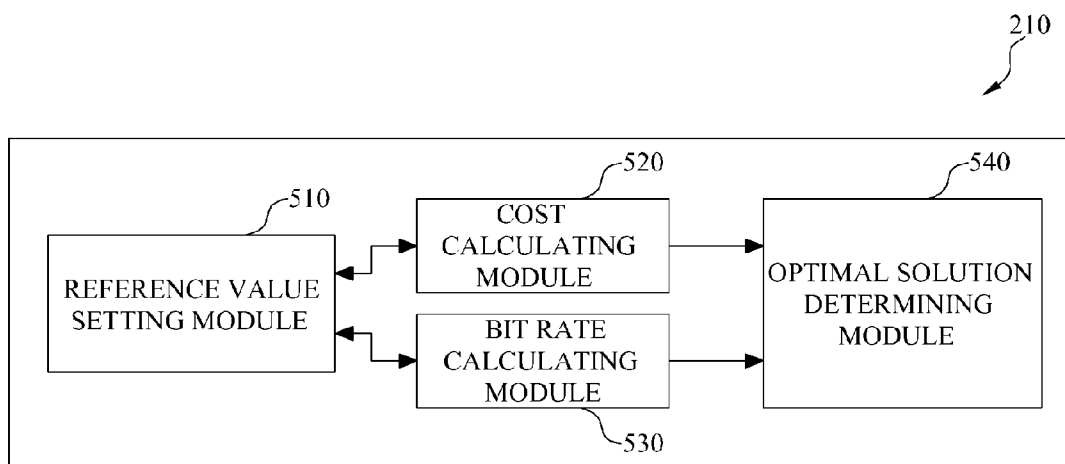 210
510
520
540
REFERENCE VALUE
SETTING MODULE
COST
CALCULATING
MODULE
BIT RATE
CALCULATING
MODULE
OPTIMAL SOLUTION
DETERMINING
MODULE
530